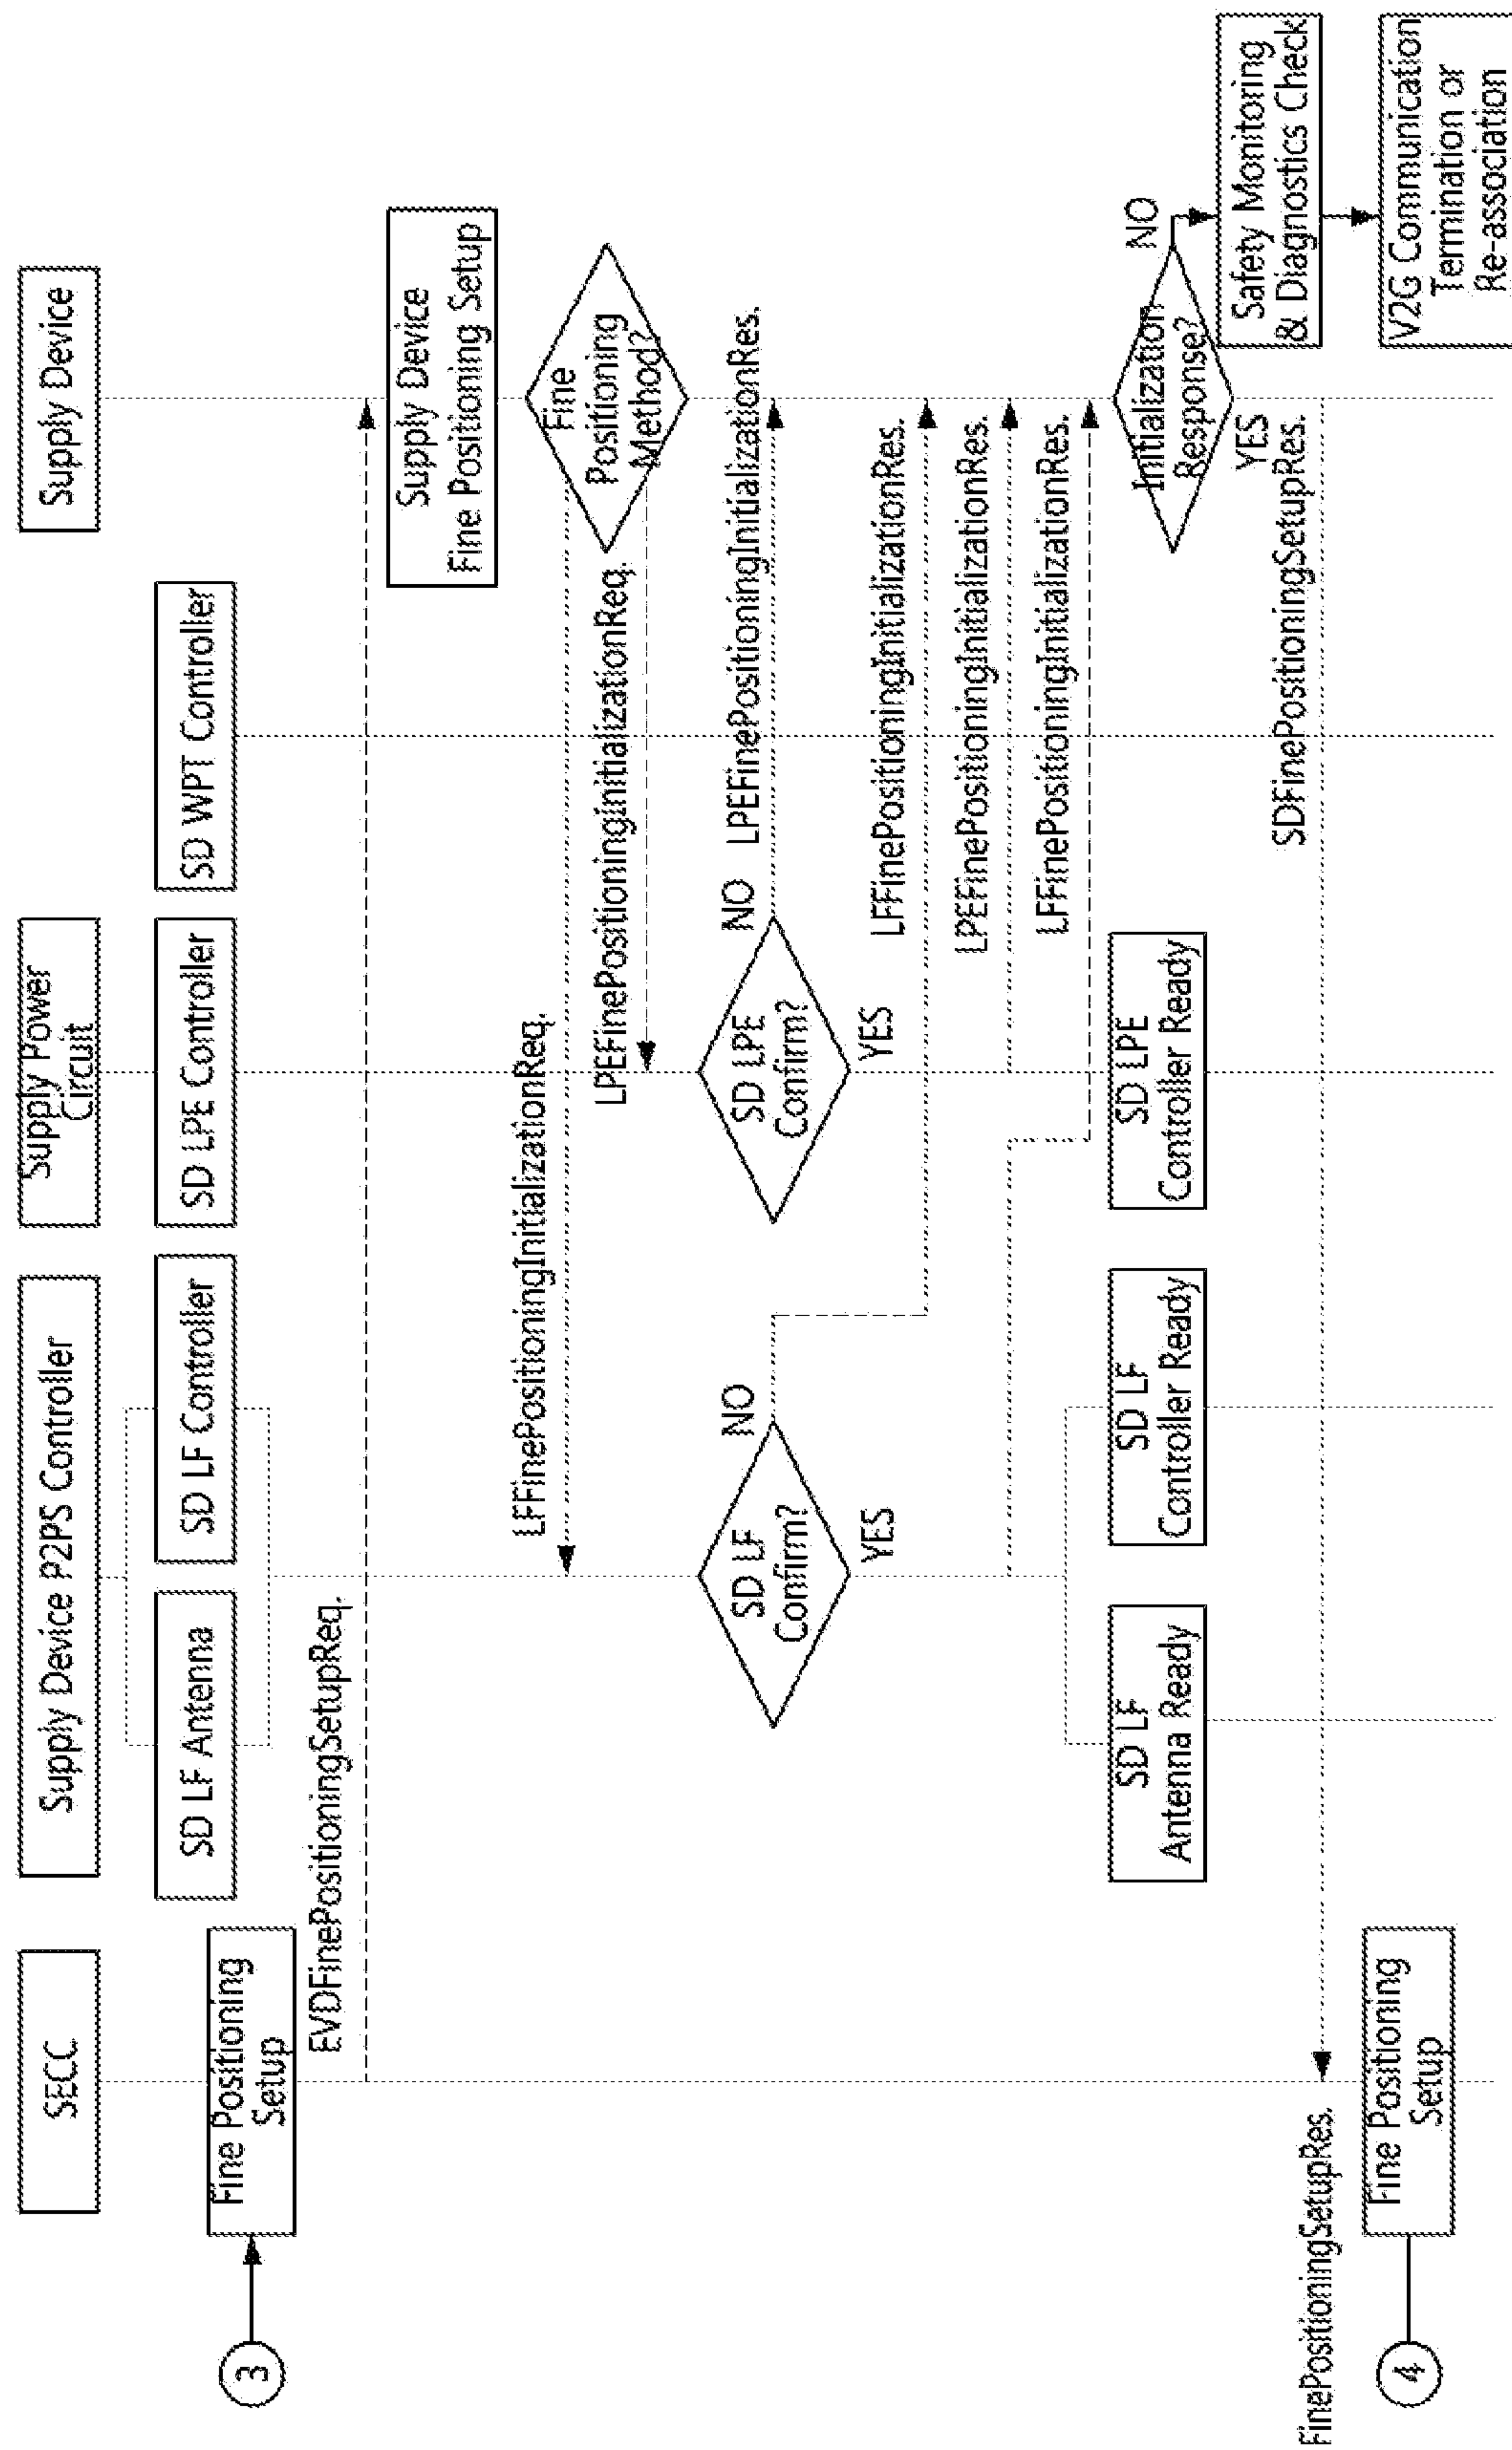 SECC
Supply Device P2PS Controller
Supply Power
Circuit
Supply Device
SD LF Antenna
SD LF Controller
SD LPE Controller
SD WPT Controller
3
Fine Positioning
Setup
EVDFinePositioningSetupReq.
Supply Device
Fine Positioning Setup
Fine
Positioning
Method?
LFFinePositioningInitializationReq.
LPEFinePositioningInitializationReq.
SD LF
Confirm?
NO
YES
SD LPE
Confirm?
NO
YES
LPEFinePositioningInitializationRes.
LFFinePositioningInitializationRes.
LPEFinePositioningInitializationRes.
LFFinePositioningInitializationRes.
SD LF
Antenna Ready
SD LF
Controller Ready
SD LPE
Controller Ready
Initialization
Response?
NO
YES
Safety Monitoring
& Diagnostics Check
SDFinePositioningSetupRes.
V2G Communication
Termination or
Re-association
FinePositioningSetupRes.
4
Fine Positioning
Setup